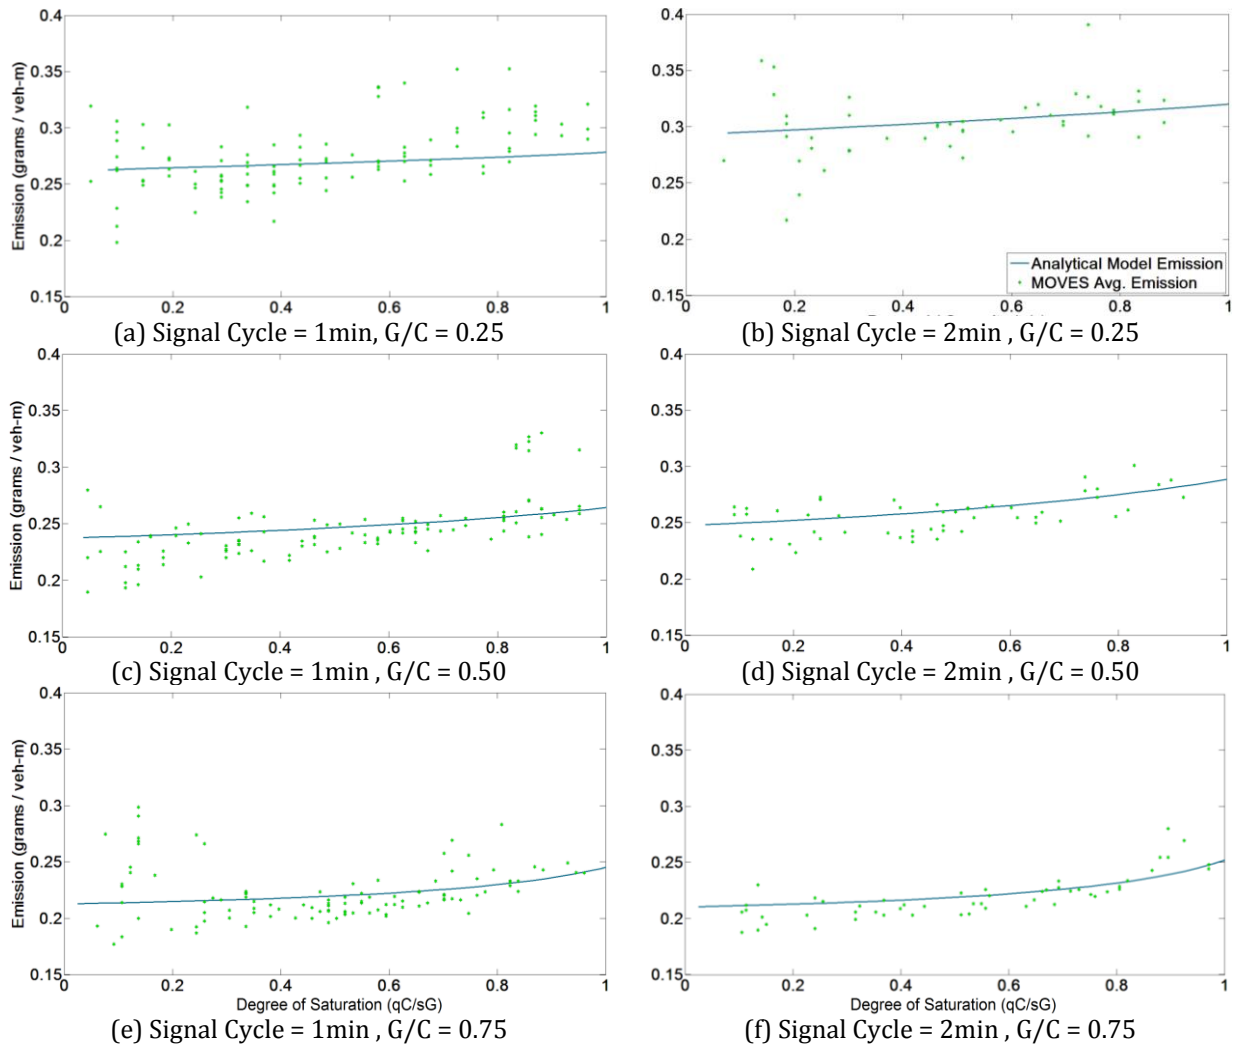 0.4
0.35
0.3
0.25
0.2
0.15
Emission (grams / veh-m)
0 0.2 0.4 0.6 0.8 1
(a) Signal Cycle = 1min, G/C = 0.25
0.4
0.35
0.3
0.25
0.2
0.15
Analytical Model Emission
MOVES Avg. Emission
0.2 0.4 0.6 0.8 1
(b) Signal Cycle = 2min , G/C = 0.25
0.4
0.35
0.3
0.25
0.2
0.15
Emission (grams / veh-m)
0 0.2 0.4 0.6 0.8 1
(c) Signal Cycle = 1min , G/C = 0.50
0.4
0.35
0.3
0.25
0.2
0.15
0 0.2 0.4 0.6 0.8 1
(d) Signal Cycle = 2min , G/C = 0.50
0.4
0.35
0.3
0.25
0.2
0.15
Emission (grams / veh-m)
0 0.2 0.4 0.6 0.8 1
Degree of Saturation (qC/sG)
(e) Signal Cycle = 1min , G/C = 0.75
0.4
0.35
0.3
0.25
0.2
0.15
0 0.2 0.4 0.6 0.8 1
Degree of Saturation (qC/sG)
(f) Signal Cycle = 2min , G/C = 0.75